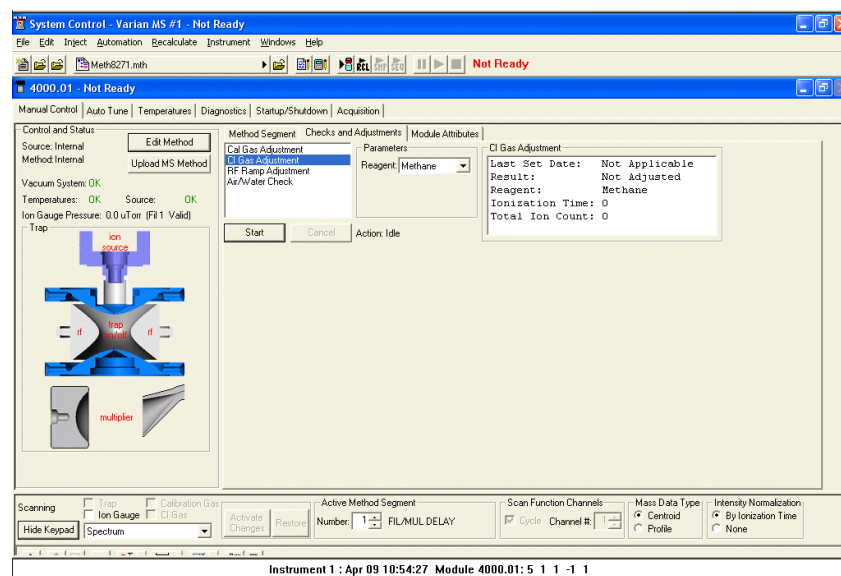 System Control - Varian MS #1 - Not Ready
File Edit Inject Automation Recalculate Instrument Windows Help
Meth8271.mth RCL SMP SEQ Not Ready
4000.01 - Not Ready
Manual Control Auto Tune Temperatures Diagnostics Startup/Shutdown Acquisition
Control and Status
Source: Internal
Method: Internal
Edit Method
Upload MS Method
Vacuum System: OK
Temperatures: OK Source: OK
Ion Gauge Pressure: 0.0 uTorr (Fil 1 Valid)
Trap
ion
source
rf
trap
on/off
rf
multiplier
Method Segment Checks and Adjustments Module Attributes
Cal Gas Adjustment
CI Gas Adjustment
RF Ramp Adjustment
Air/Water Check
Parameters
Reagent: Methane
Start Cancel Action: Idle
CI Gas Adjustment
Last Set Date: Not Applicable
Result: Not Adjusted
Reagent: Methane
Ionization Time: 0
Total Ion Count: 0
Scanning
Trap Calibration Gas
Ion Gauge CI Gas
Hide Keypad Spectrum
Activate
Changes
Restore
Active Method Segment
Number: 1 FIL/MUL DELAY
Scan Function Channels
Cycle Channel #: 1
Mass Data Type
Centroid
Profile
Intensity Normalization
By Ionization Time
None
Instrument 1 : Apr 09 10:54:27 Module 4000.01: 5 1 1 -1 1